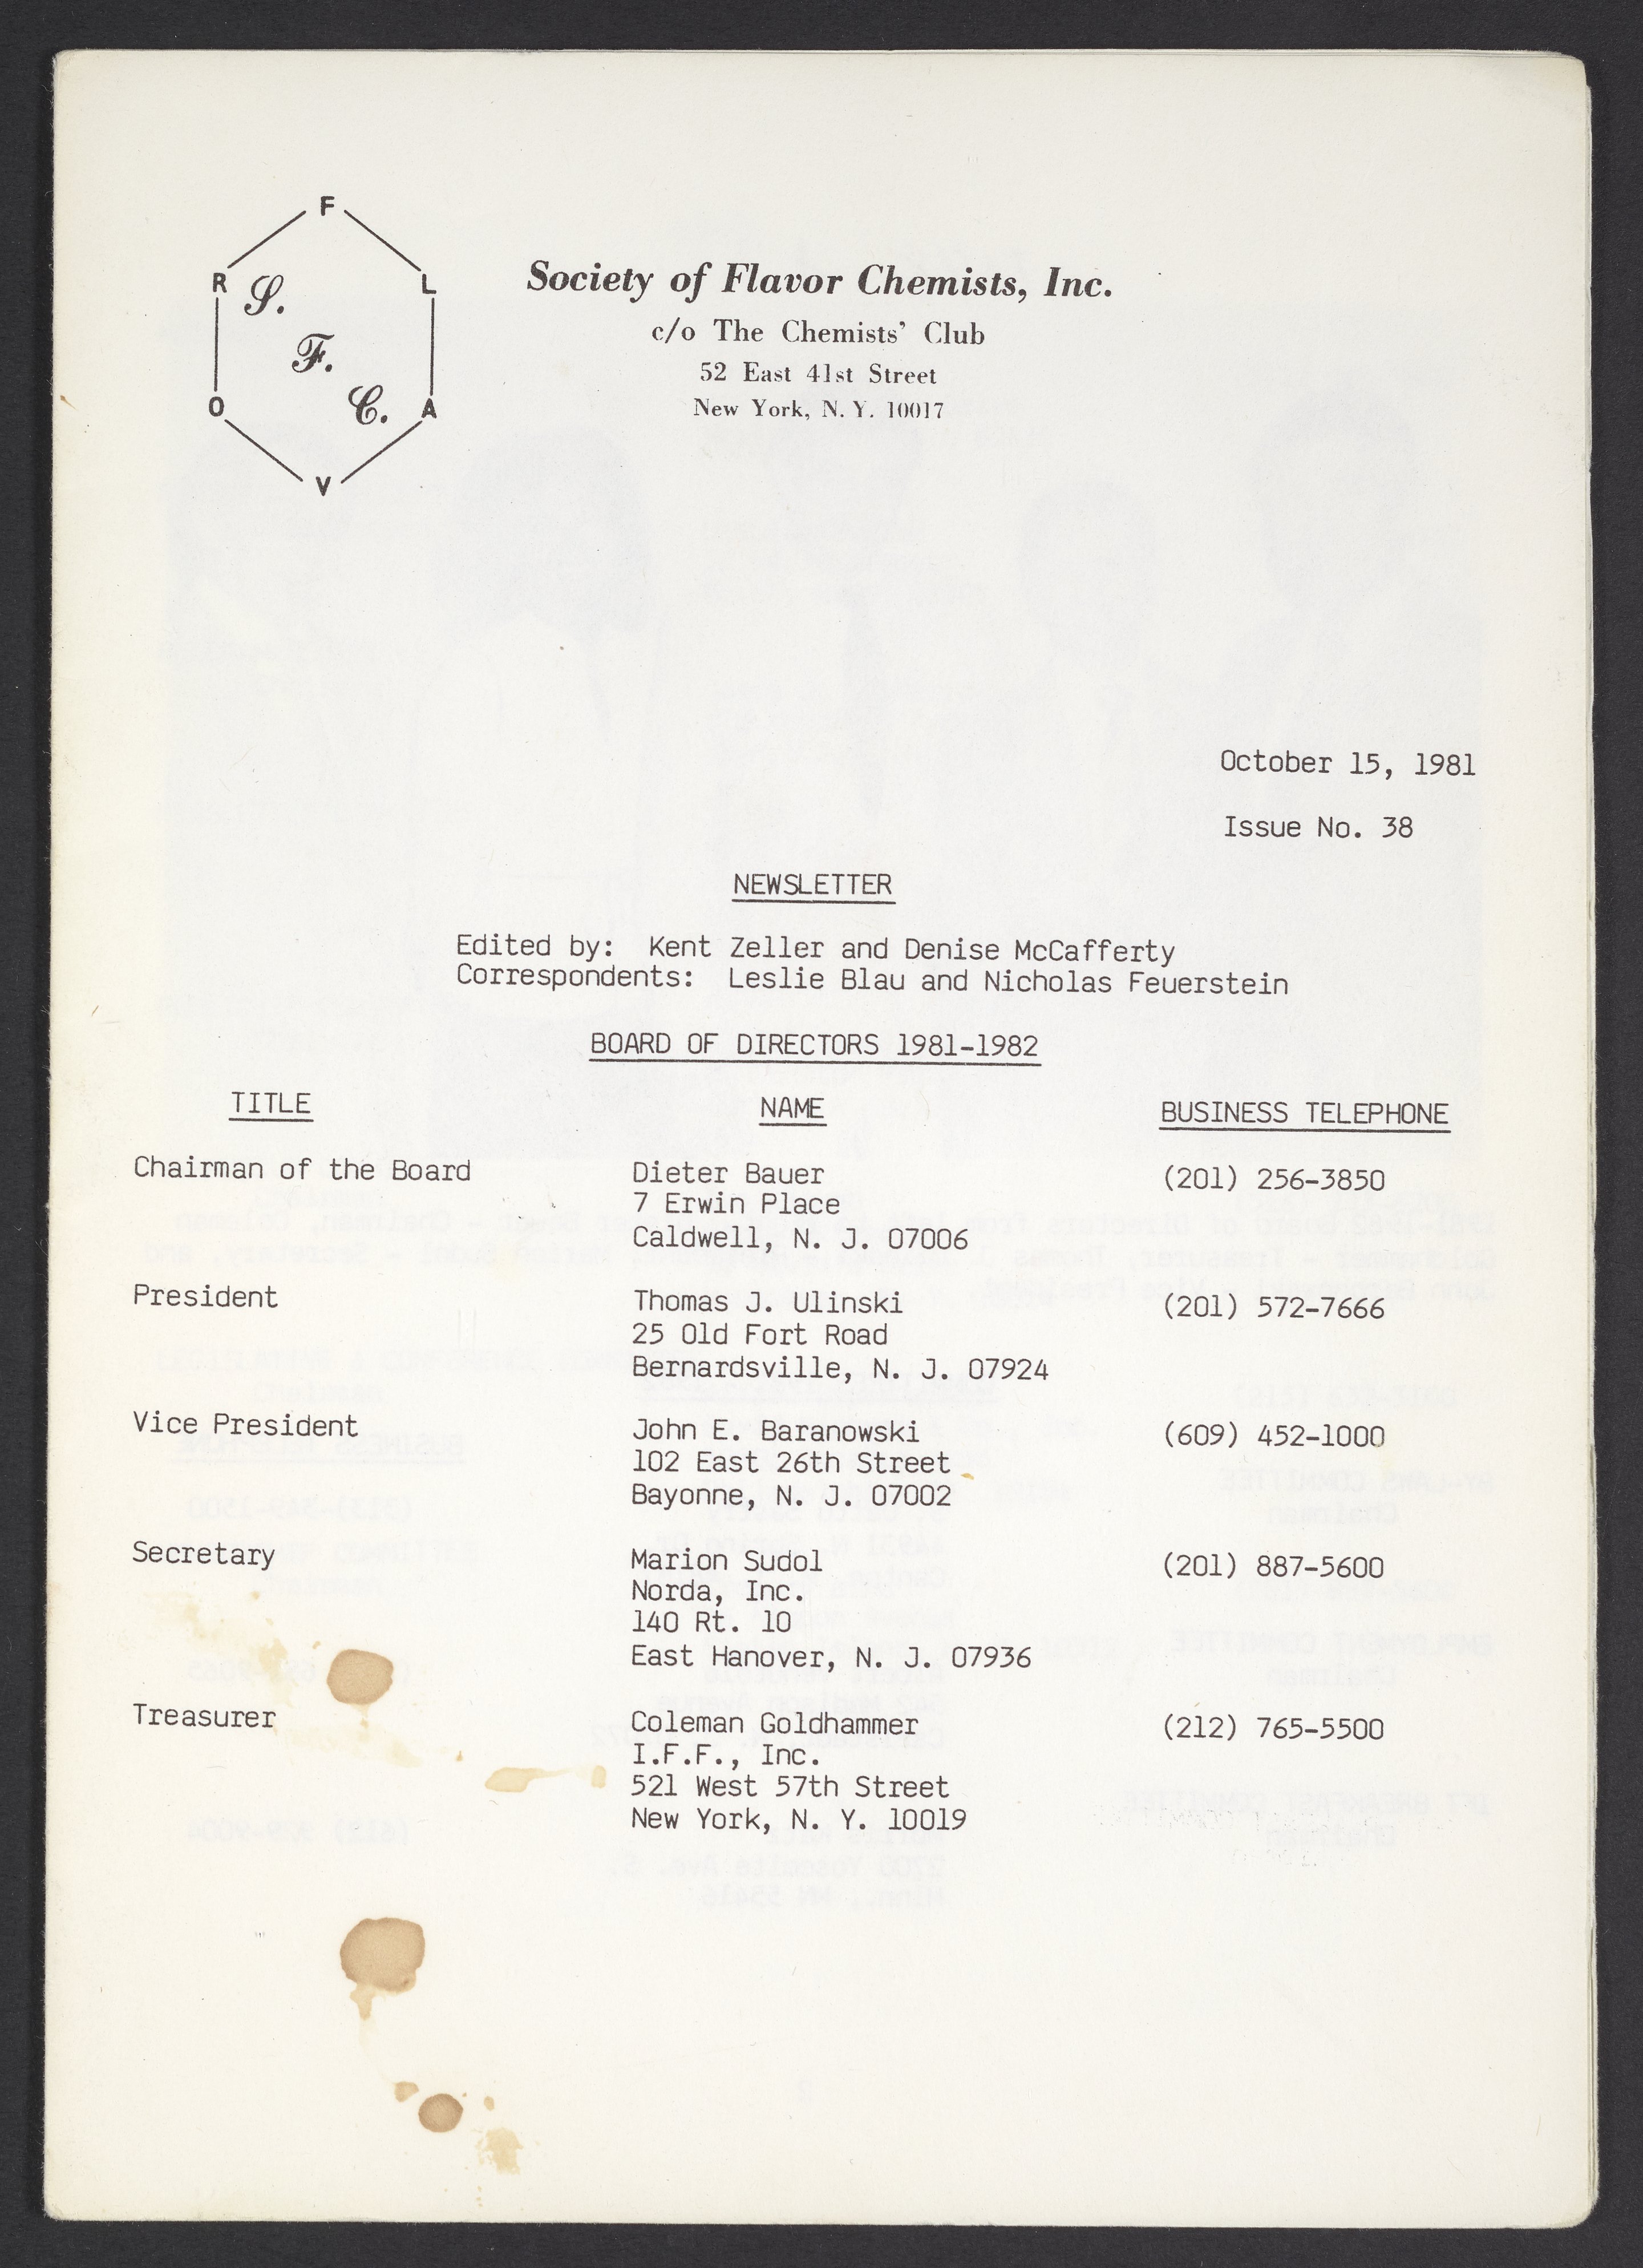 F
R
L
S.
F.
C.
O
A
V
Society of Flavor Chemists, Inc.
c/o The Chemists' Club
52 East 41st Street
New York, N. Y. 10017
October 15, 1981
Issue No. 38
NEWSLETTER
Edited by: Kent Zeller and Denise McCafferty
Correspondents: Leslie Blau and Nicholas Feuerstein
BOARD OF DIRECTORS 1981-1982
TITLE NAME BUSINESS TELEPHONE
Chairman of the Board Dieter Bauer (201) 256-3850
7 Erwin Place
Caldwell, N. J. 07006
President Thomas J. Ulinski (201) 572-7666
25 Old Fort Road
Bernardsville, N. J. 07924
Vice President John E. Baranowski (609) 452-1000
102 East 26th Street
Bayonne, N. J. 07002
Secretary Marion Sudol (201) 887-5600
Norda, Inc.
140 Rt. 10
East Hanover, N. J. 07936
Treasurer Coleman Goldhammer (212) 765-5500
I.F.F., Inc.
521 West 57th Street
New York, N. Y. 10019